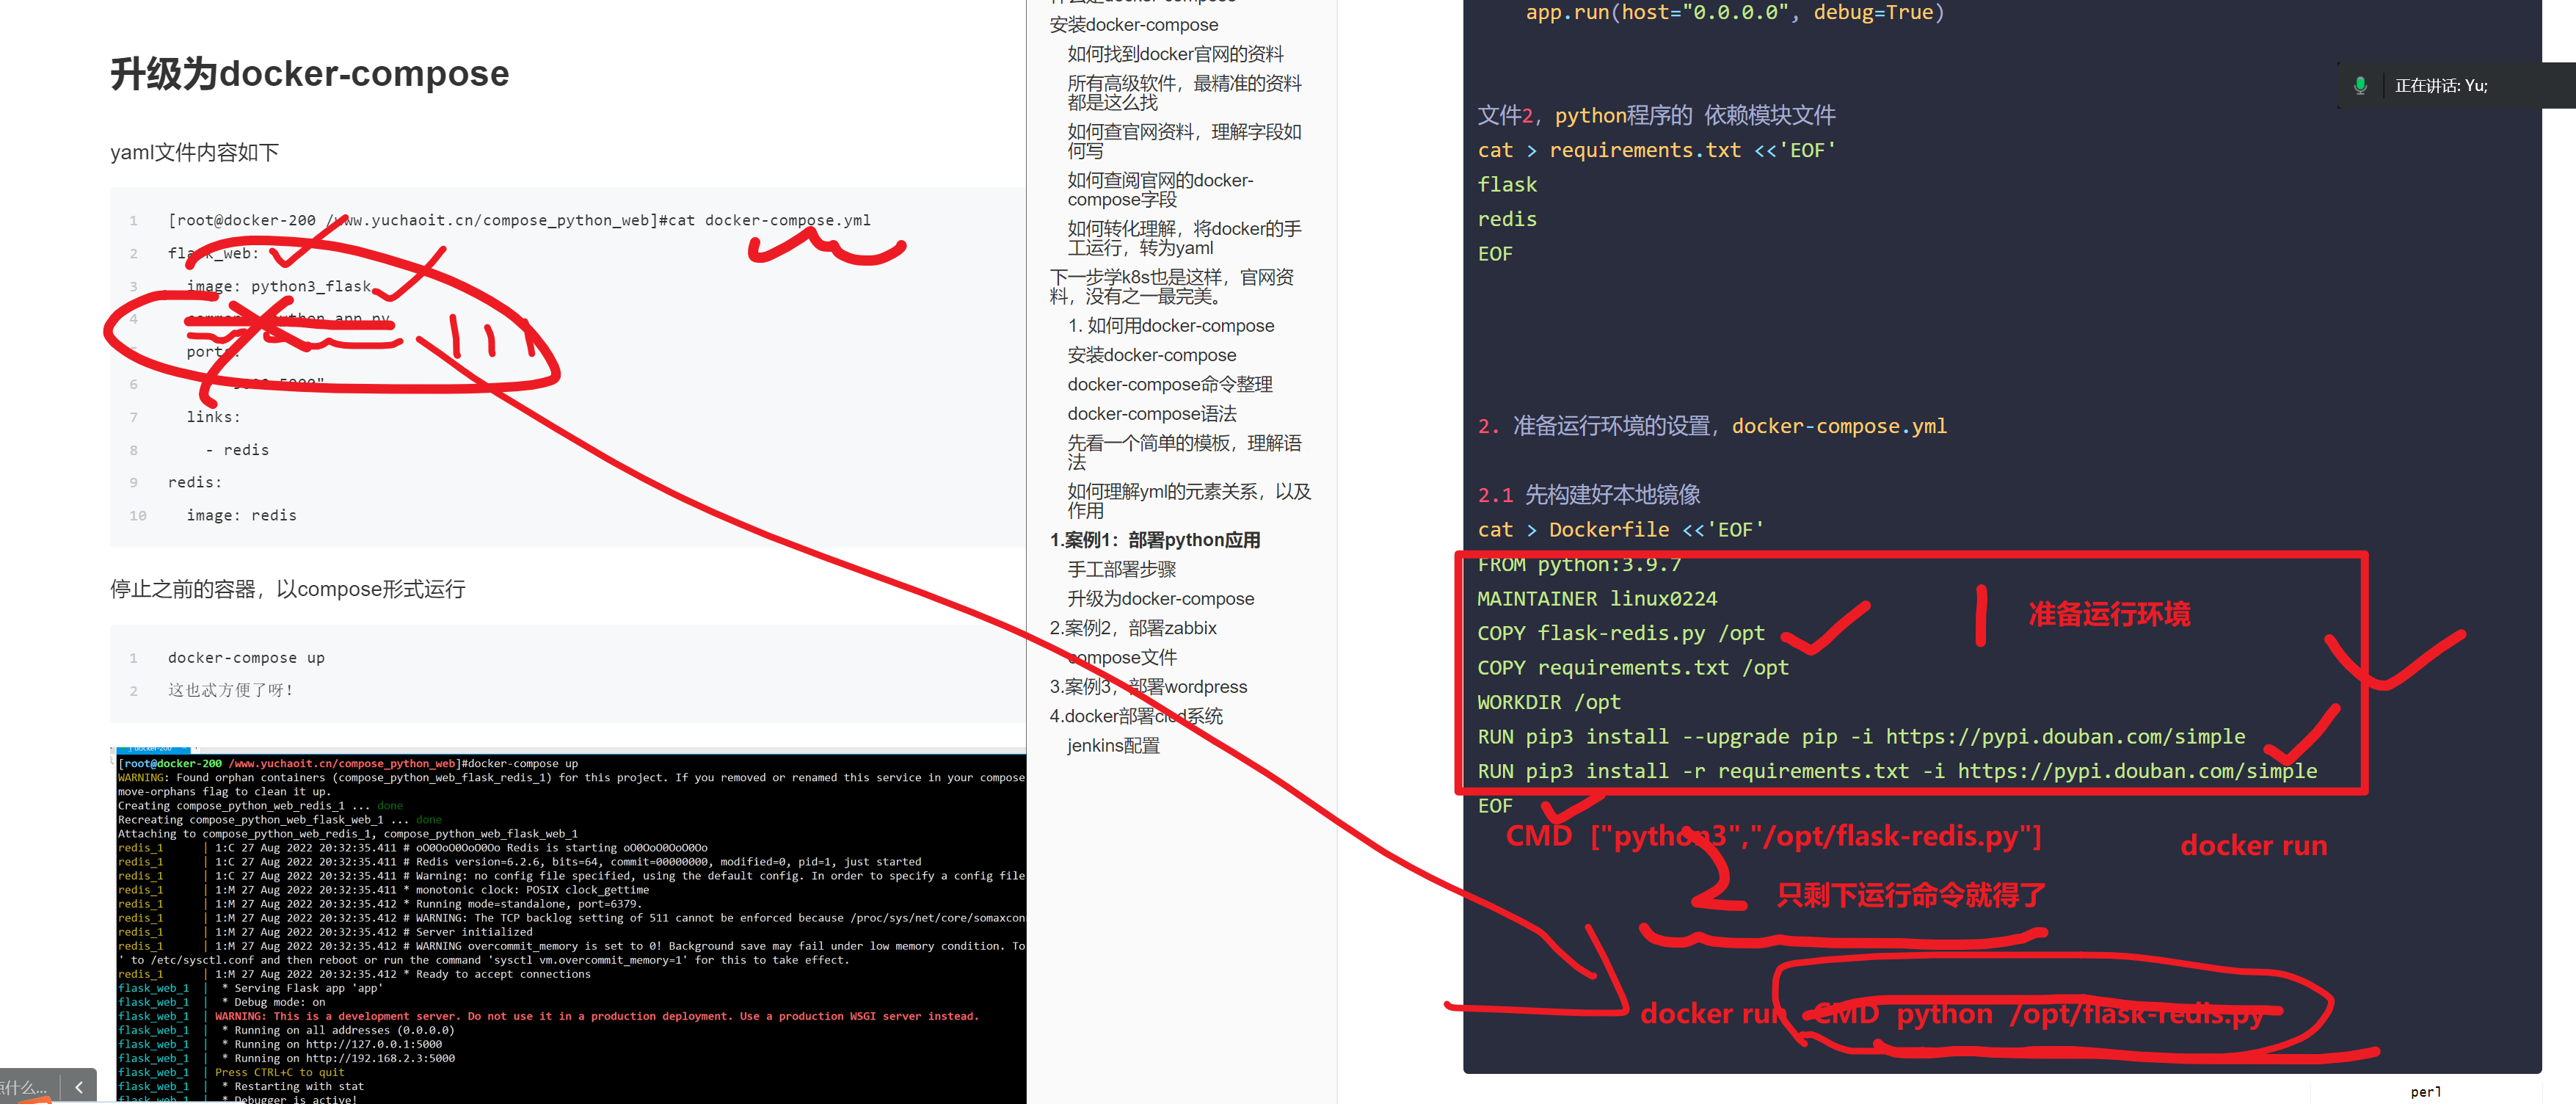 升级为docker-compose
yaml文件内容如下
1 [root@docker-200 /www.yuchaoit.cn/compose_python_web]#cat docker-compose.yml
2 flask_web:
3 image: python3_flask
4 python app.py
ports:
6 5000"
7 links:
8 - redis
9 redis:
10 image: redis
停止之前的容器，以compose形式运行
1 docker-compose up
2 这也忒方便了呀！
docker-200
[root@docker-200 /www.yuchaoit.cn/compose_python_web]#docker-compose up
WARNING: Found orphan containers (compose_python_web_flask_redis_1) for this project. If you removed or renamed this service in your compose
move-orphans flag to clean it up.
Creating compose_python_web_redis_1 ... done
Recreating compose_python_web_flask_web_1 ... done
Attaching to compose_python_web_redis_1, compose_python_web_flask_web_1
redis_1 | 1:C 27 Aug 2022 20:32:35.411 # oO0OoO0OoO0Oo Redis is starting oO0OoO0OoO0Oo
redis_1 | 1:C 27 Aug 2022 20:32:35.411 # Redis version=6.2.6, bits=64, commit=00000000, modified=0, pid=1, just started
redis_1 | 1:C 27 Aug 2022 20:32:35.411 # Warning: no config file specified, using the default config. In order to specify a config file
redis_1 | 1:M 27 Aug 2022 20:32:35.411 * monotonic clock: POSIX clock_gettime
redis_1 | 1:M 27 Aug 2022 20:32:35.412 * Running mode=standalone, port=6379.
redis_1 | 1:M 27 Aug 2022 20:32:35.412 # WARNING: The TCP backlog setting of 511 cannot be enforced because /proc/sys/net/core/somaxcon
redis_1 | 1:M 27 Aug 2022 20:32:35.412 # Server initialized
redis_1 | 1:M 27 Aug 2022 20:32:35.412 # WARNING overcommit_memory is set to 0! Background save may fail under low memory condition. To
' to /etc/sysctl.conf and then reboot or run the command 'sysctl vm.overcommit_memory=1' for this to take effect.
redis_1 | 1:M 27 Aug 2022 20:32:35.412 * Ready to accept connections
flask_web_1 | * Serving Flask app 'app'
flask_web_1 | * Debug mode: on
flask_web_1 | WARNING: This is a development server. Do not use it in a production deployment. Use a production WSGI server instead.
flask_web_1 | * Running on all addresses (0.0.0.0)
flask_web_1 | * Running on http://127.0.0.1:5000
flask_web_1 | * Running on http://192.168.2.3:5000
flask_web_1 | Press CTRL+C to quit
flask_web_1 | * Restarting with stat
flask_web_1 | * Debugger is active!
什么...
安装docker-compose
如何找到docker官网的资料
所有高级软件，最精准的资料
都是这么找
如何查官网资料，理解字段如
何写
如何查阅官网的docker-
compose字段
如何转化理解，将docker的手
工运行，转为yaml
下一步学k8s也是这样，官网资
料，没有之一最完美。
1. 如何用docker-compose
安装docker-compose
docker-compose命令整理
docker-compose语法
先看一个简单的模板，理解语
法
如何理解yml的元素关系，以及
作用
1.案例1：部署python应用
手工部署步骤
升级为docker-compose
2.案例2，部署zabbix
compose文件
3.案例3，部署wordpress
4.docker部署cicd系统
jenkins配置
app.run(host="0.0.0.0", debug=True)
正在讲话: Yu;
文件2，python程序的 依赖模块文件
cat > requirements.txt <<'EOF'
flask
redis
EOF
2. 准备运行环境的设置，docker-compose.yml
2.1 先构建好本地镜像
cat > Dockerfile <<'EOF'
FROM python:3.9.7
MAINTAINER linux0224
COPY flask-redis.py /opt
1 准备运行环境
COPY requirements.txt /opt
WORKDIR /opt
RUN pip3 install --upgrade pip -i https://pypi.douban.com/simple
RUN pip3 install -r requirements.txt -i https://pypi.douban.com/simple
EOF
CMD ["python3","/opt/flask-redis.py"]
docker run
2 只剩下运行命令就得了
docker run CMD python /opt/flask-redis.py
perl